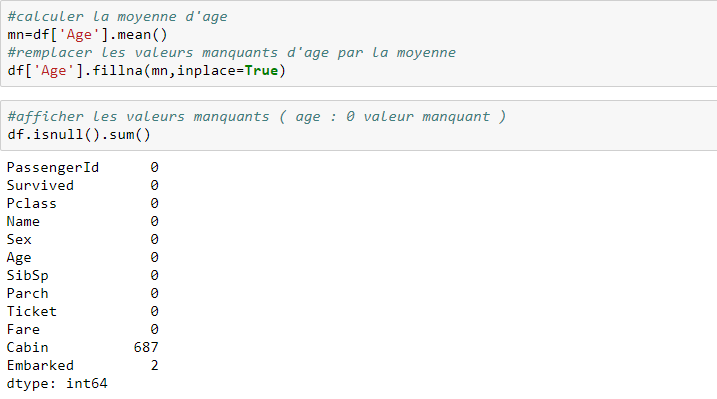 #calculer la moyenne d'age
mn=df['Age'].mean()
#remplacer les valeurs manquants d'age par la moyenne
df['Age'].fillna(mn,inplace=True)
#afficher les valeurs manquants ( age : 0 valeur manquant )
df.isnull().sum()
PassengerId 0
Survived 0
Pclass 0
Name 0
Sex 0
Age 0
SibSp 0
Parch 0
Ticket 0
Fare 0
Cabin 687
Embarked 2
dtype: int64